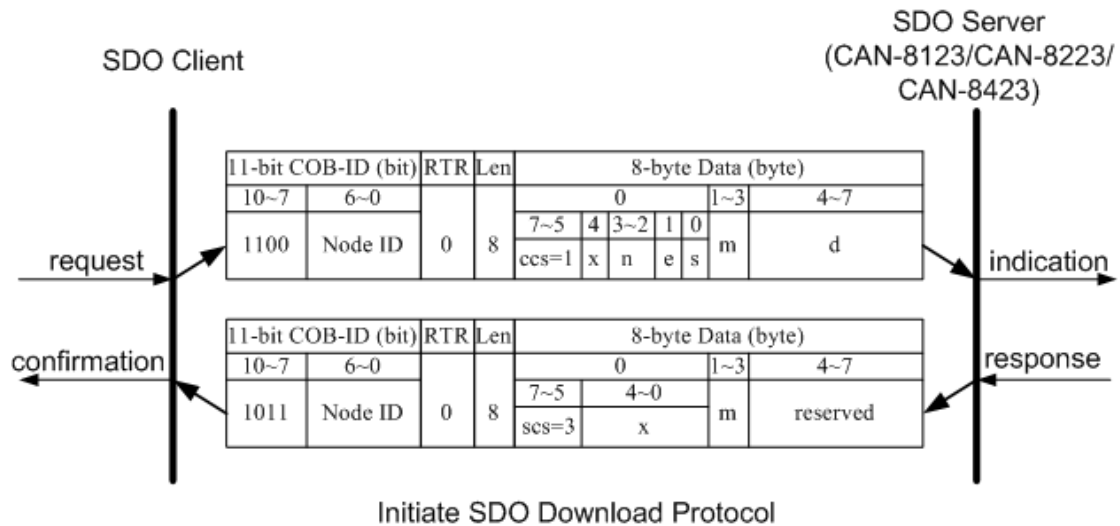 SDO Client
SDO Server
(CAN-8123/CAN-8223/
CAN-8423)
11-bit COB-ID (bit) RTR Len 8-byte Data (byte)
10~7 6~0 0 1~3 4~7
7~5 4 3~2 1 0
1100 Node ID 0 8 m d
ccs=1 x n e s
request
indication
11-bit COB-ID (bit) RTR Len 8-byte Data (byte)
confirmation
10~7 6~0 0 1~3 4~7
response
7~5 4~0
1011 Node ID 0 8 m reserved
scs=3 x
Initiate SDO Download Protocol